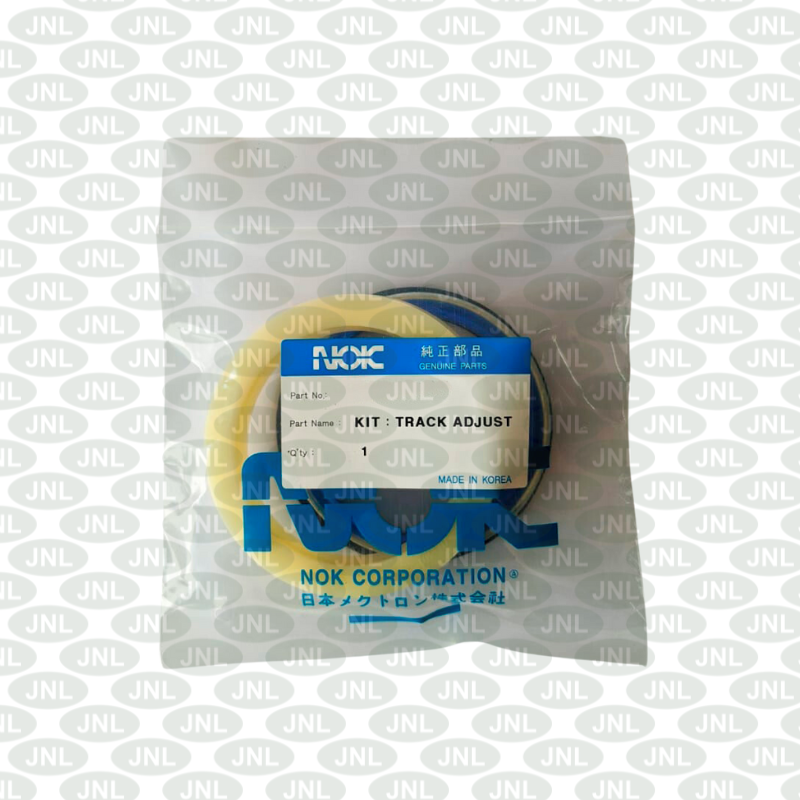 NOK 純正部品
GENUINE PARTS
Part No :
Part Name : KIT : TRACK ADJUST
Q'ty : 1
MADE IN KOREA
NOK
NOK CORPORATION
日本メクトロン株式会社
JNL